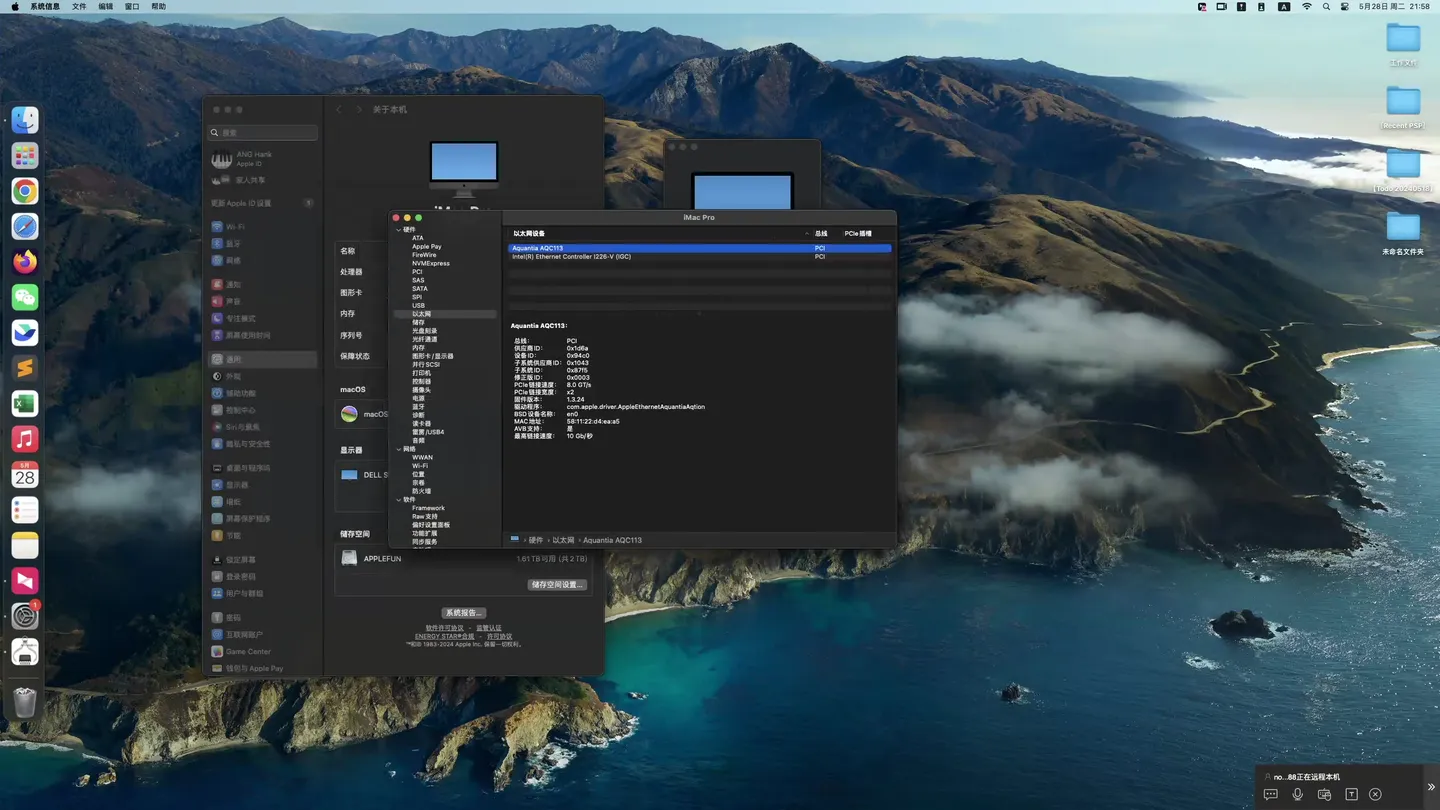 系统信息 文件 编辑 窗口 帮助
A 5月28日 周二 21:58
工作文件
[Recent PSF]
[Todo 20240518]
未命名文件夹
关于本机
搜索
ANG Hank
Apple ID
家人共享
更新 Apple ID 设置 1
Wi-Fi
蓝牙
网络
通知
声音
专注模式
屏幕使用时间
通用
外观
辅助功能
控制中心
Siri与聚焦
隐私与安全性
桌面与程序坞
显示器
墙纸
屏幕保护程序
节能
锁定屏幕
登录密码
用户与群组
密码
互联网账户
Game Center
钱包与 Apple Pay
名称
处理器
图形卡
内存
序列号
保障状态
macOS
macOS
显示器
DELL S
储存空间
APPLEFUN 1.61 TB可用 (共 2 TB)
储存空间设置...
系统报告...
软件许可协议 - 监管认证
ENERGY STAR®合规 - 许可协议
™和© 1983-2024 Apple Inc. 保留一切权利。
iMac Pro
硬件
ATA
Apple Pay
FireWire
NVMExpress
PCI
SAS
SATA
SPI
USB
以太网
储存
光盘刻录
光纤通道
内存
图形卡/显示器
并行 SCSI
打印机
控制器
摄像头
电源
蓝牙
诊断
读卡器
雷雳/USB4
音频
网络
WWAN
Wi-Fi
位置
宗卷
防火墙
软件
Framework
Raw支持
偏好设置面板
功能扩展
同步服务
以太网设备 总线 PCIe 插槽
Aquantia AQC113 PCI
Intel(R) Ethernet Controller I226-V (IGC) PCI
Aquantia AQC113:
总线: PCI
供应商 ID: 0x1d6a
设备 ID: 0x94c0
子系统供应商 ID: 0x1043
子系统 ID: 0x87f5
修正版 ID: 0x0003
PCIe 链接速度: 8.0 GT/s
PCIe 链接宽度: x2
固件版本: 1.3.24
驱动程序: com.apple.driver.AppleEthernetAquantiaAqtion
BSD 设备名称: en0
MAC 地址: 58:11:22:d4:ea:a5
AVB 支持: 是
最高链接速度: 10 Gb/秒
硬件 › 以太网 › Aquantia AQC113
5月
28
1
no...88正在远程本机